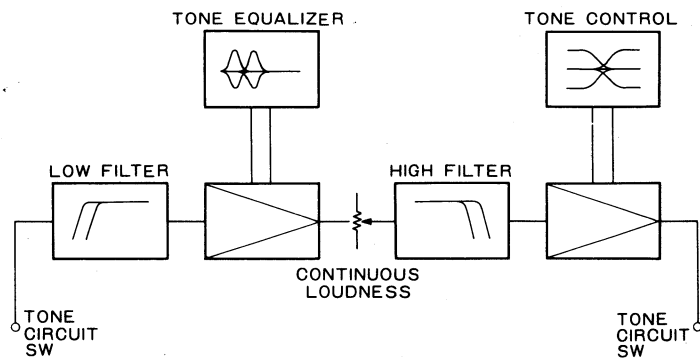 TONE EQUALIZER
TONE CONTROL
LOW FILTER
HIGH FILTER
CONTINUOUS
LOUDNESS
TONE
CIRCUIT
SW
TONE
CIRCUIT
SW